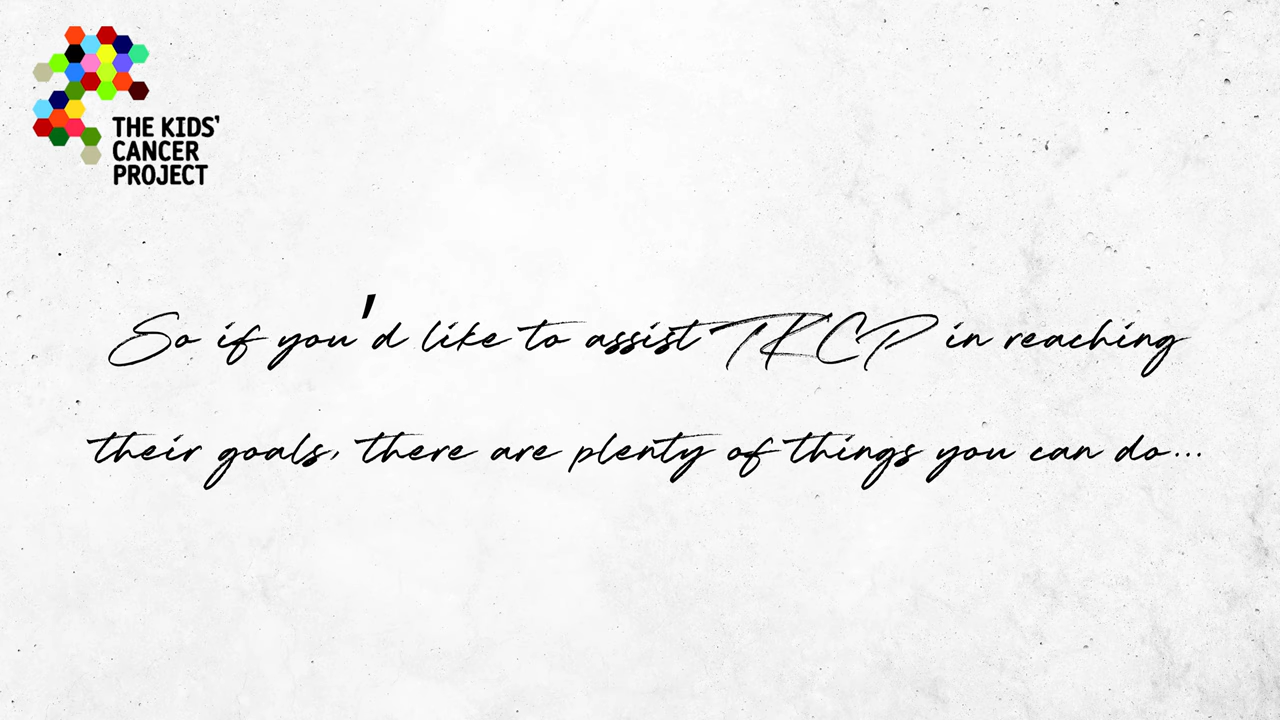 THE KIDS'
CANCER
PROJECT
So if you'd like to assist TKCP in reaching
their goals, there are plenty of things you can do...